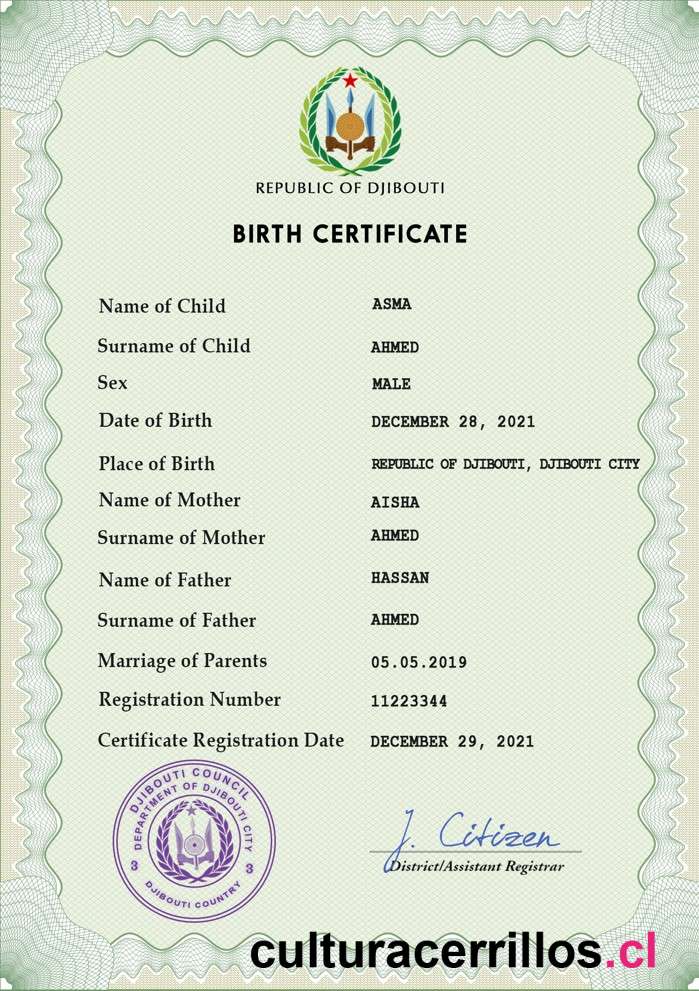 REPUBLIC OF DJIBOUTI
BIRTH CERTIFICATE
Name of Child ASMA
Surname of Child AHMED
Sex MALE
Date of Birth DECEMBER 28, 2021
Place of Birth REPUBLIC OF DJIBOUTI, DJIBOUTI CITY
Name of Mother AISHA
Surname of Mother AHMED
Name of Father HASSAN
Surname of Father AHMED
Marriage of Parents 05.05.2019
Registration Number 11223344
Certificate Registration Date DECEMBER 29, 2021
DJIBOUTI COUNCIL
DEPARTMENT OF DJIBOUTI CITY
3 3
DJIBOUTI COUNTRY
J. Citizen
District/Assistant Registrar
culturacerrillos.cl